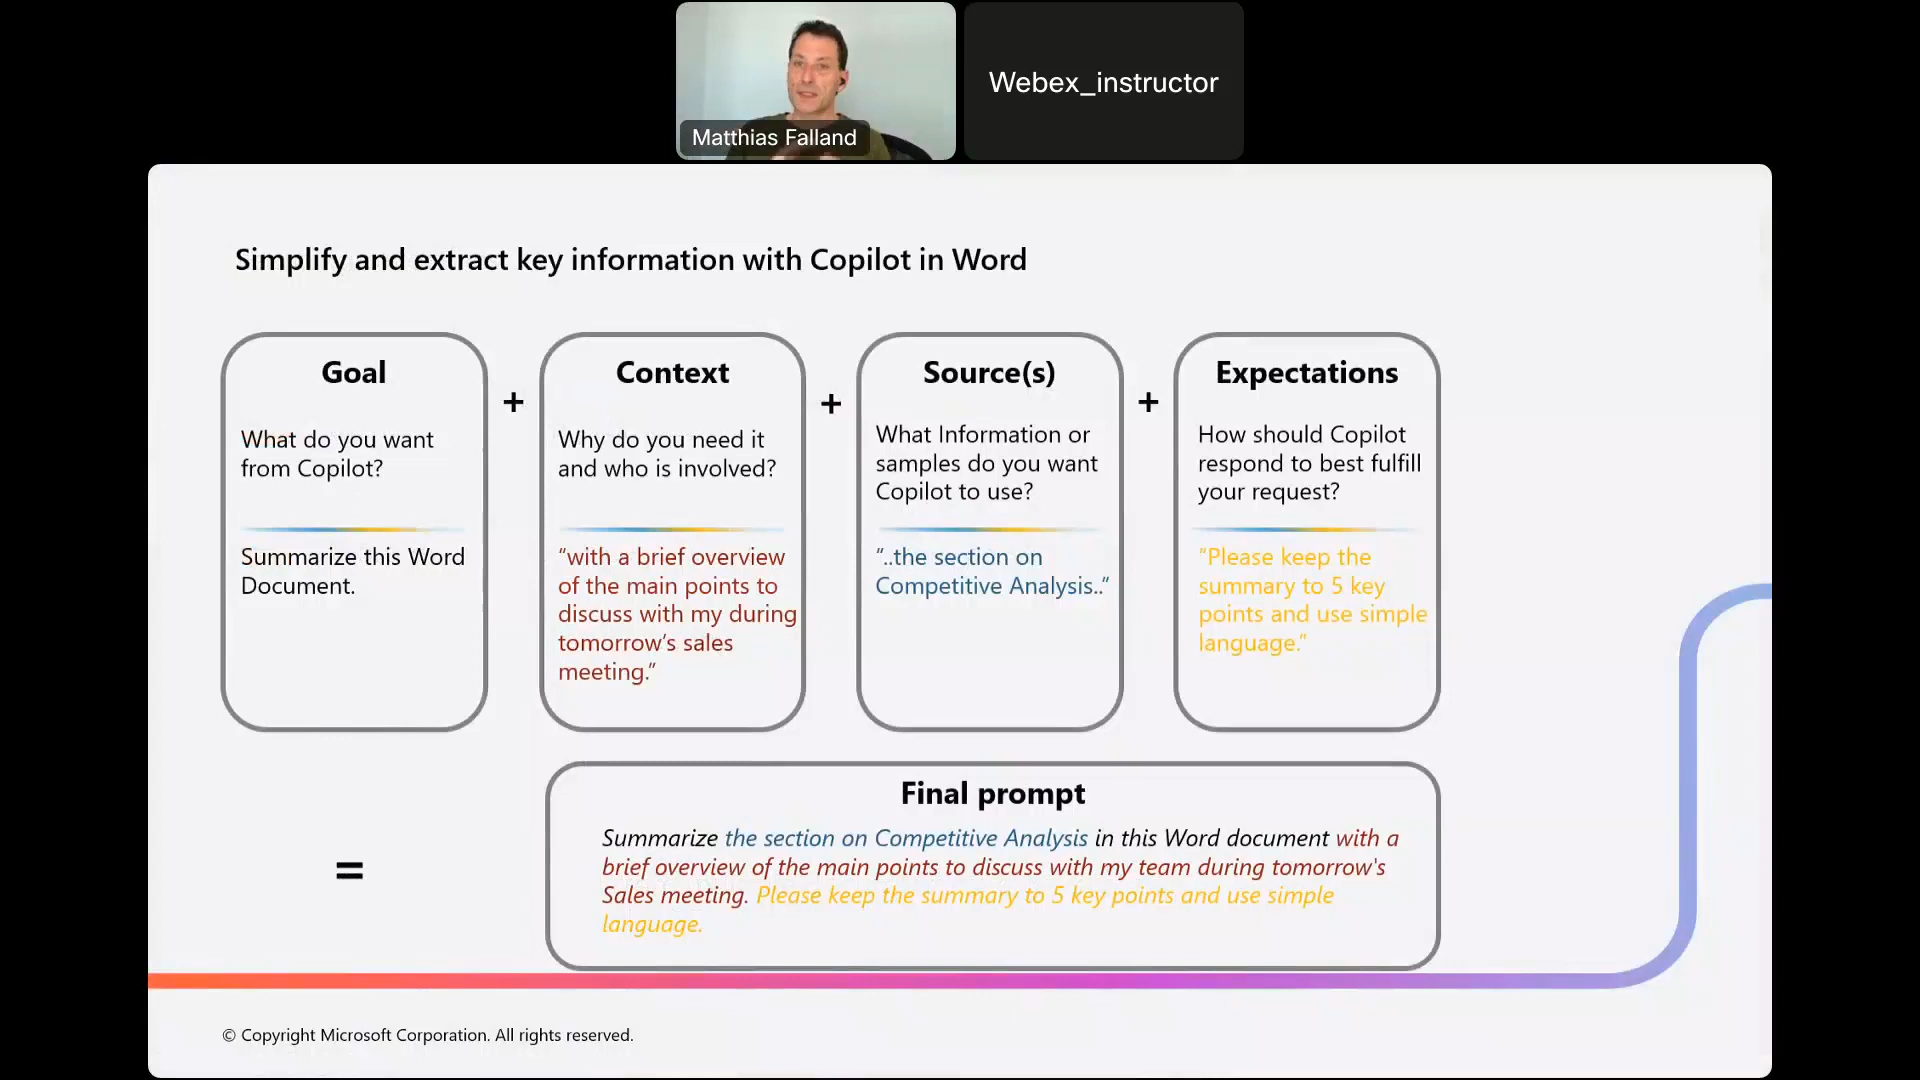 Webex_instructor
Matthias Falland
Simplify and extract key information with Copilot in Word
Goal
What do you want
from Copilot?
Summarize this Word
Document.
+
Context
Why do you need it
and who is involved?
“with a brief overview
of the main points to
discuss with my during
tomorrow’s sales
meeting.”
+
Source(s)
What Information or
samples do you want
Copilot to use?
“..the section on
Competitive Analysis..”
+
Expectations
How should Copilot
respond to best fulfill
your request?
“Please keep the
summary to 5 key
points and use simple
language.”
=
Final prompt
Summarize the section on Competitive Analysis in this Word document with a
brief overview of the main points to discuss with my team during tomorrow's
Sales meeting. Please keep the summary to 5 key points and use simple
language.
© Copyright Microsoft Corporation. All rights reserved.